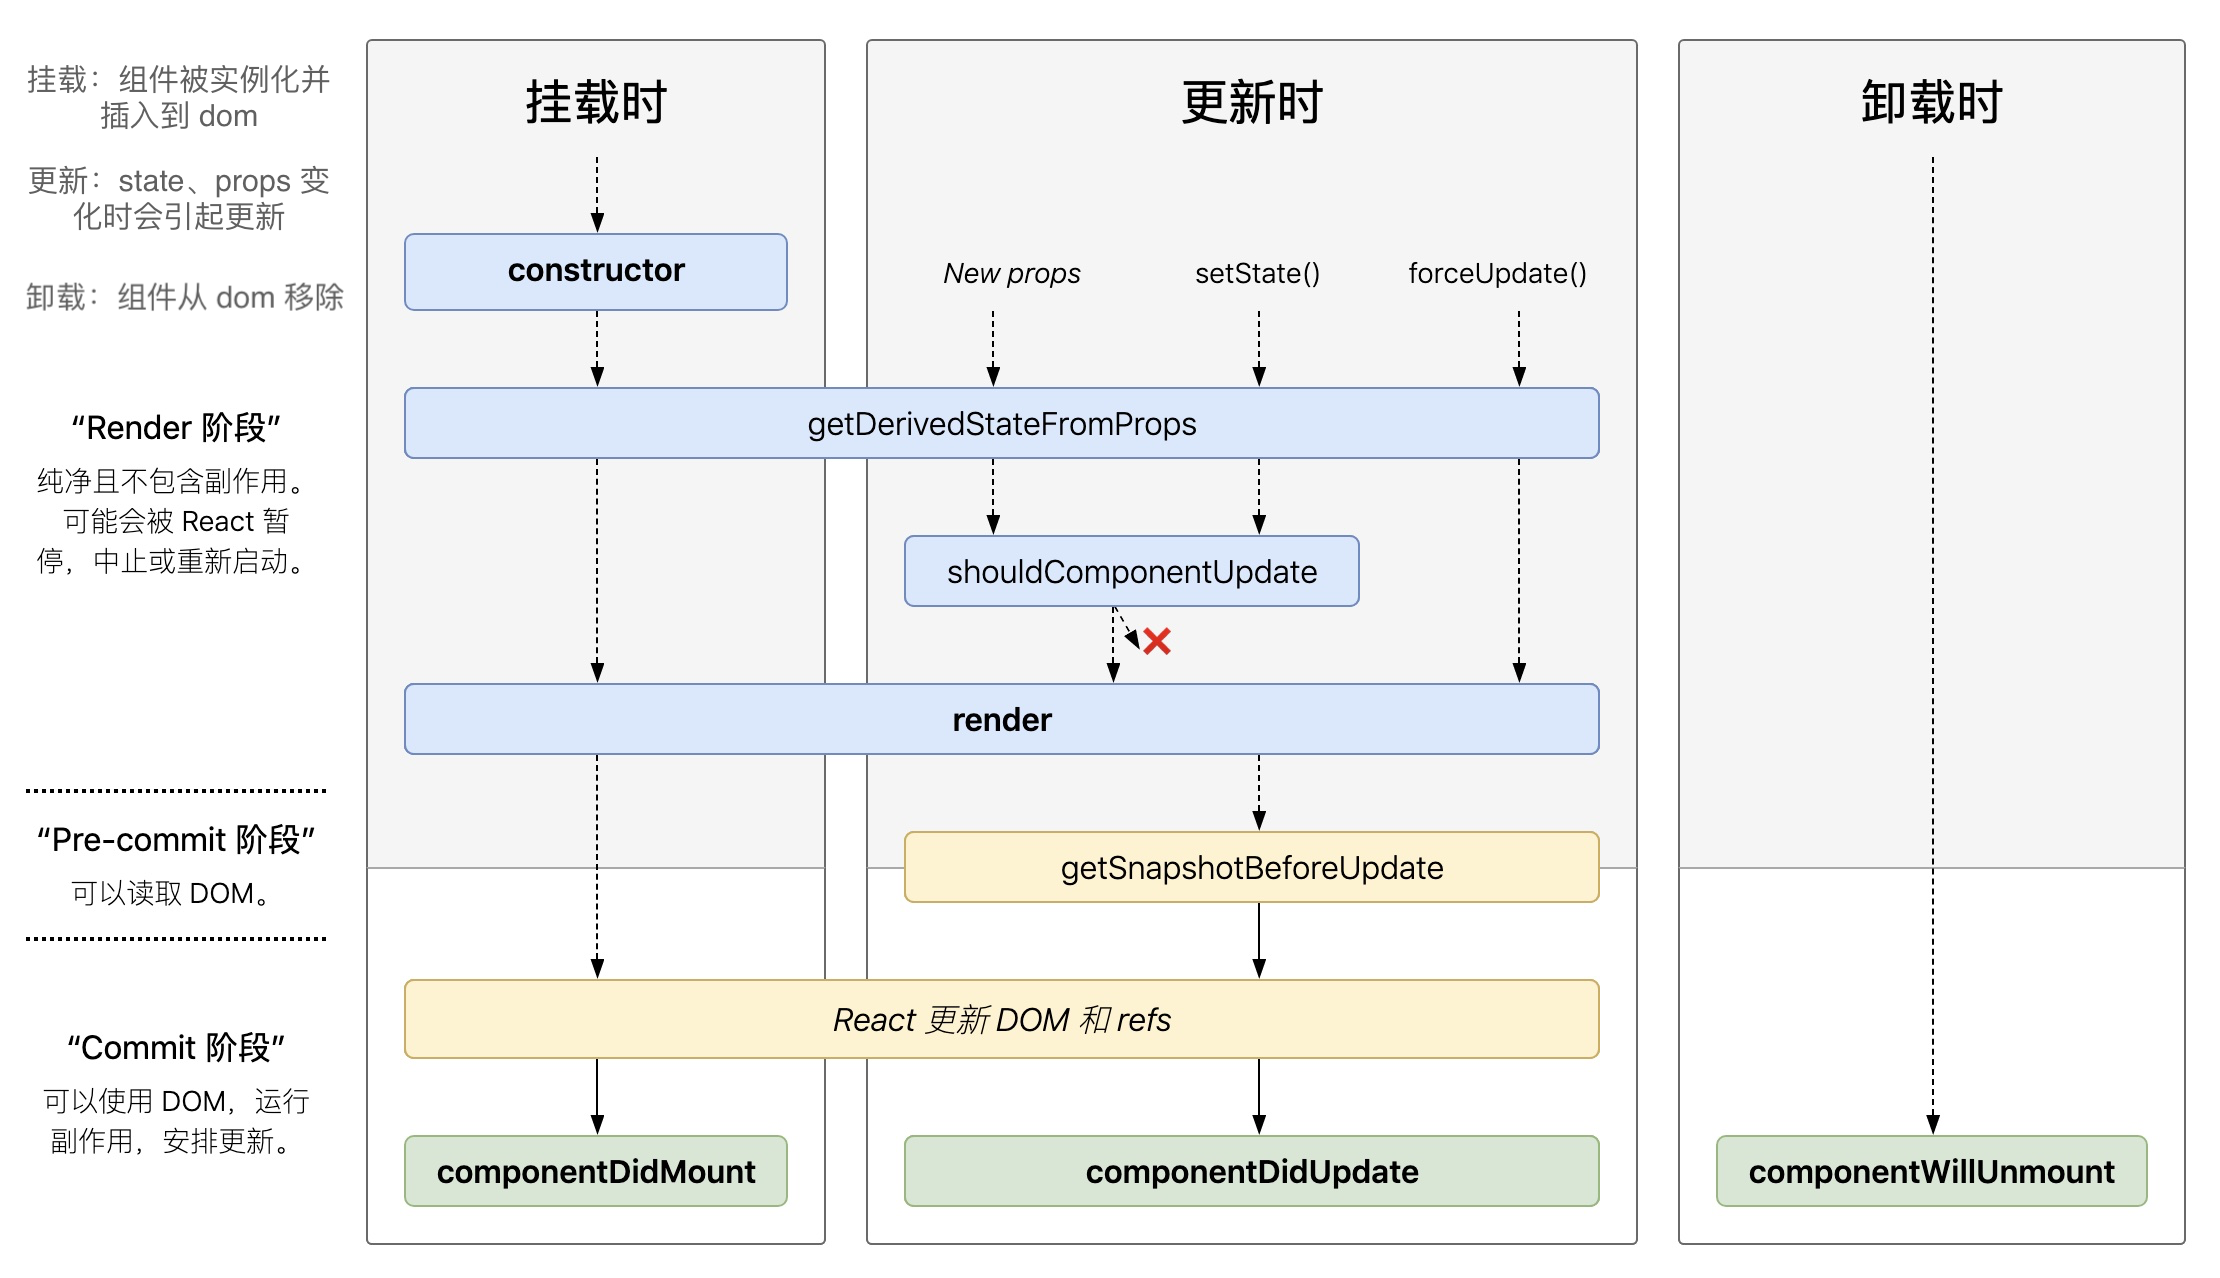 挂载：组件被实例化并
插入到 dom
更新：state、props 变
化时会引起更新
卸载：组件从 dom 移除
“Render 阶段”
纯净且不包含副作用。
可能会被 React 暂
停，中止或重新启动。
“Pre-commit 阶段”
可以读取 DOM。
“Commit 阶段”
可以使用 DOM，运行
副作用，安排更新。
挂载时
更新时
卸载时
constructor
New props
setState()
forceUpdate()
getDerivedStateFromProps
shouldComponentUpdate
render
getSnapshotBeforeUpdate
React 更新 DOM 和 refs
componentDidMount
componentDidUpdate
componentWillUnmount